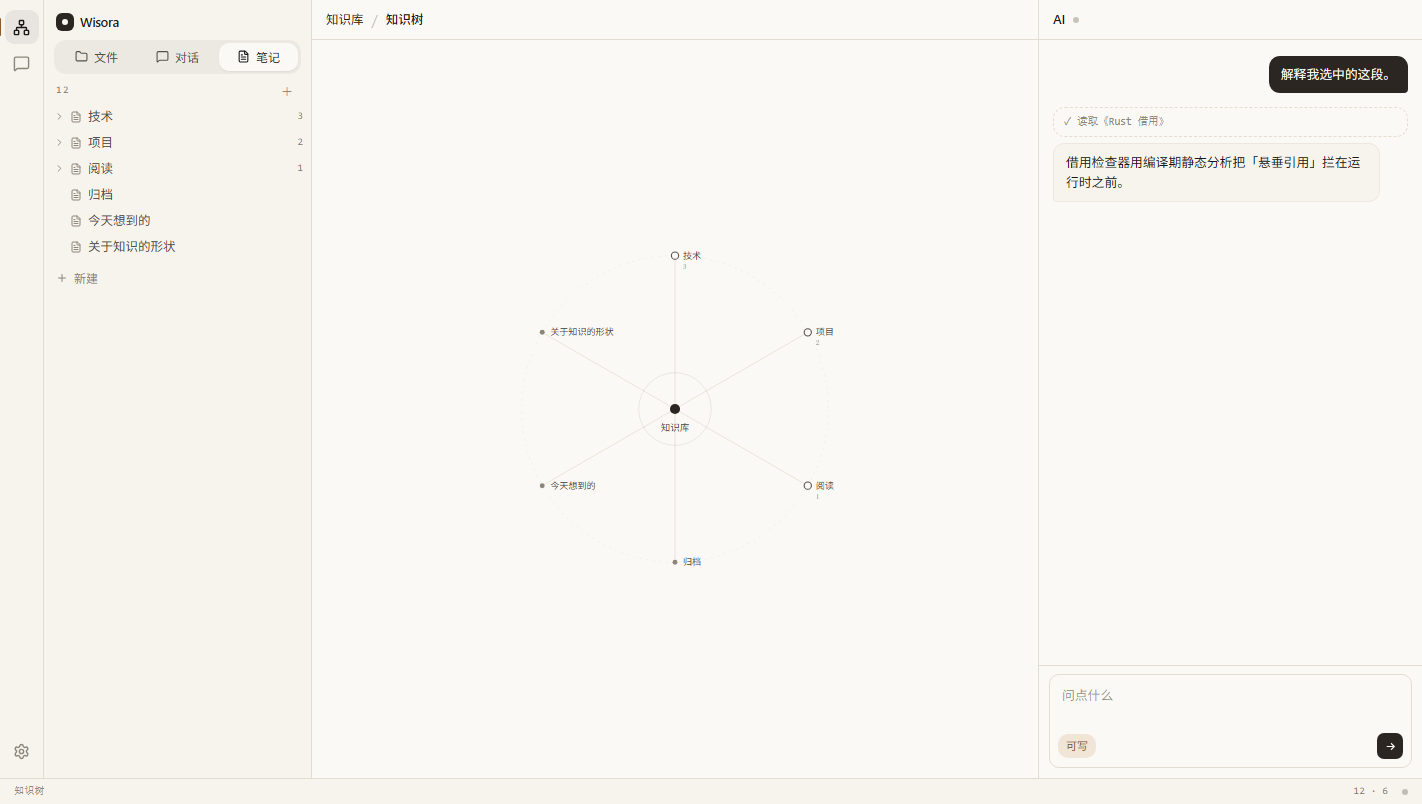 Wisora
文件 对话 笔记
12
技术 3
项目 2
阅读 1
归档
今天想到的
关于知识的形状
新建
知识库 / 知识树
技术
3
关于知识的形状
项目
2
知识库
今天想到的
阅读
1
归档
AI
解释我选中的这段。
✓ 读取《Rust 借用》
借用检查器用编译期静态分析把「悬垂引用」拦在运
行时之前。
问点什么
可写
知识树
12 · 6